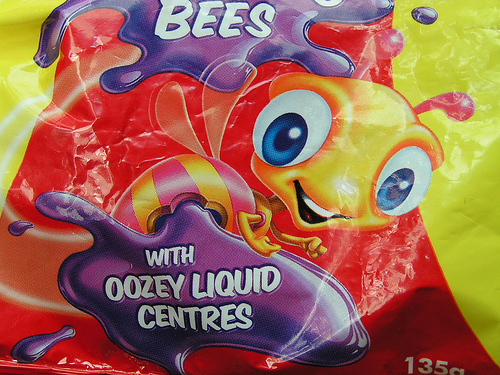 BEES
WITH
OOZEY LIQUID
CENTRES
135g